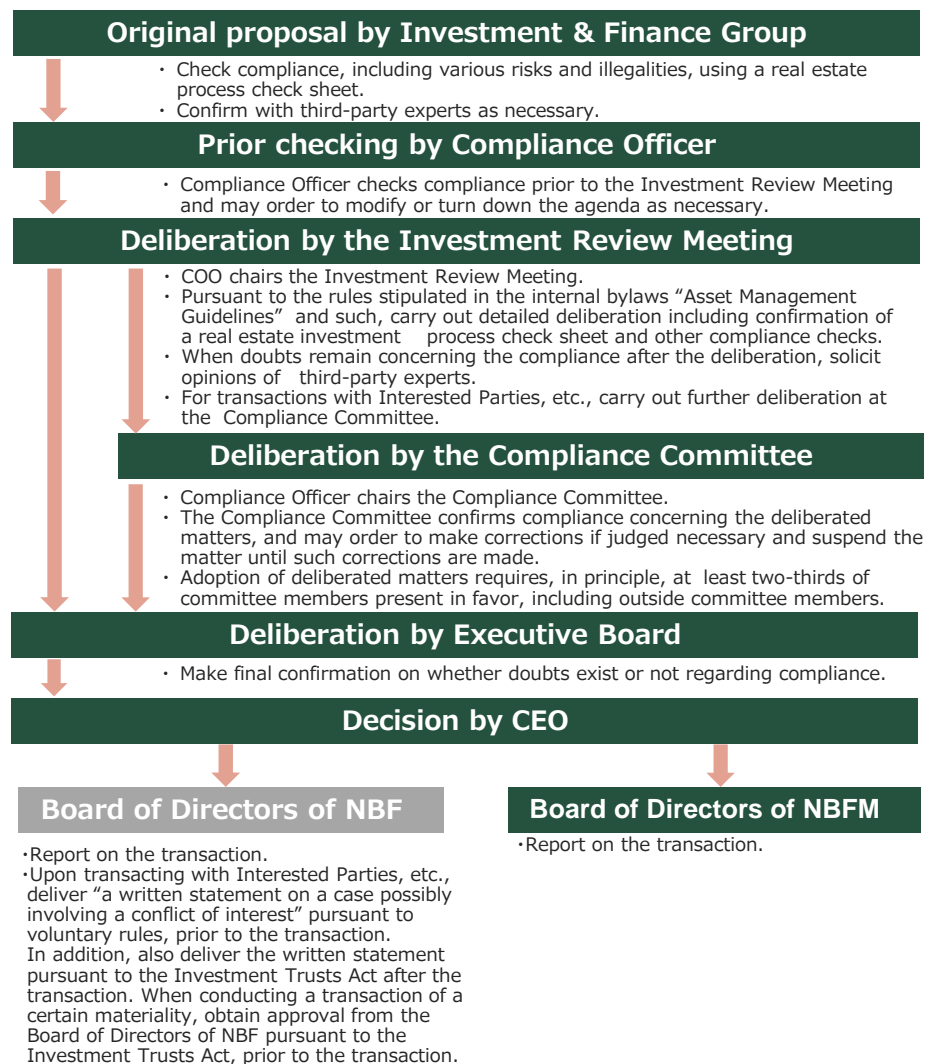 Original proposal by Investment & Finance Group
・ Check compliance, including various risks and illegalities, using a real estate
process check sheet.
・ Confirm with third-party experts as necessary.
Prior checking by Compliance Officer
・ Compliance Officer checks compliance prior to the Investment Review Meeting
and may order to modify or turn down the agenda as necessary.
Deliberation by the Investment Review Meeting
・ COO chairs the Investment Review Meeting.
・ Pursuant to the rules stipulated in the internal bylaws “Asset Management
Guidelines” and such, carry out detailed deliberation including confirmation of
a real estate investment process check sheet and other compliance checks.
・ When doubts remain concerning the compliance after the deliberation, solicit
opinions of third-party experts.
・ For transactions with Interested Parties, etc., carry out further deliberation at
the Compliance Committee.
Deliberation by the Compliance Committee
・ Compliance Officer chairs the Compliance Committee.
・ The Compliance Committee confirms compliance concerning the deliberated
matters, and may order to make corrections if judged necessary and suspend the
matter until such corrections are made.
・ Adoption of deliberated matters requires, in principle, at least two-thirds of
committee members present in favor, including outside committee members.
Deliberation by Executive Board
・ Make final confirmation on whether doubts exist or not regarding compliance.
Decision by CEO
Board of Directors of NBF
・Report on the transaction.
・Upon transacting with Interested Parties, etc.,
deliver “a written statement on a case possibly
involving a conflict of interest” pursuant to
voluntary rules, prior to the transaction.
In addition, also deliver the written statement
pursuant to the Investment Trusts Act after the
transaction. When conducting a transaction of a
certain materiality, obtain approval from the
Board of Directors of NBF pursuant to the
Investment Trusts Act, prior to the transaction.
Board of Directors of NBFM
・Report on the transaction.